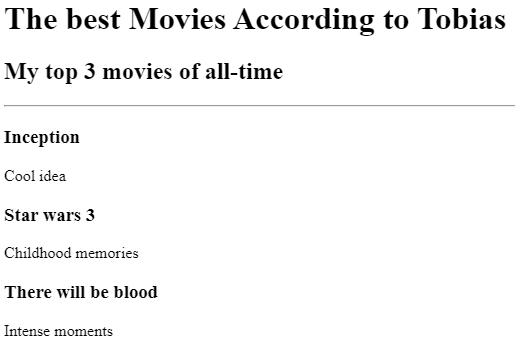 The best Movies According to Tobias
My top 3 movies of all-time
Inception
Cool idea
Star wars 3
Childhood memories
There will be blood
Intense moments